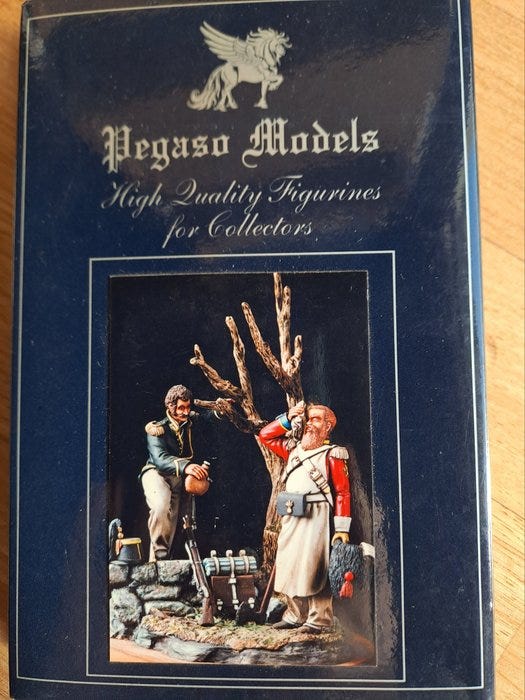 Pegaso Models
High Quality Figurines
for Collectors